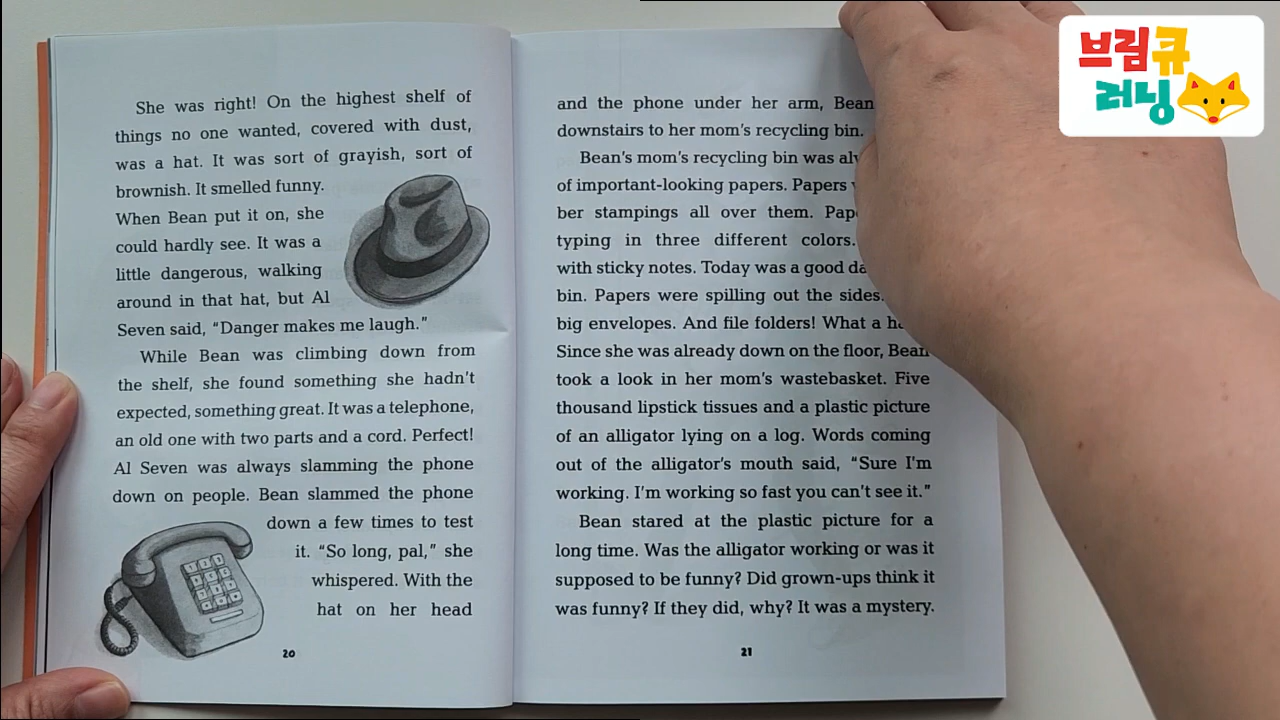 She was right! On the highest shelf of
things no one wanted, covered with dust,
was a hat. It was sort of grayish, sort of
brownish. It smelled funny.
When Bean put it on, she
could hardly see. It was a
little dangerous, walking
around in that hat, but Al
Seven said, “Danger makes me laugh.”
While Bean was climbing down from
the shelf, she found something she hadn’t
expected, something great. It was a telephone,
an old one with two parts and a cord. Perfect!
Al Seven was always slamming the phone
down on people. Bean slammed the phone
down a few times to test
it. “So long, pal,” she
whispered. With the
hat on her head
20
and the phone under her arm, Bean
downstairs to her mom’s recycling bin.
Bean’s mom’s recycling bin was
of important-looking papers. Papers
ber stampings all over them.
typing in three different colors.
with sticky notes. Today was a good
bin. Papers were spilling out the sides.
big envelopes. And file folders! What a
Since she was already down on the floor, Bean
took a look in her mom’s wastebasket. Five
thousand lipstick tissues and a plastic picture
of an alligator lying on a log. Words coming
out of the alligator’s mouth said, “Sure I’m
working. I’m working so fast you can’t see it.”
Bean stared at the plastic picture for a
long time. Was the alligator working or was it
supposed to be funny? Did grown-ups think it
was funny? If they did, why? It was a mystery.
21
브림큐
러닝